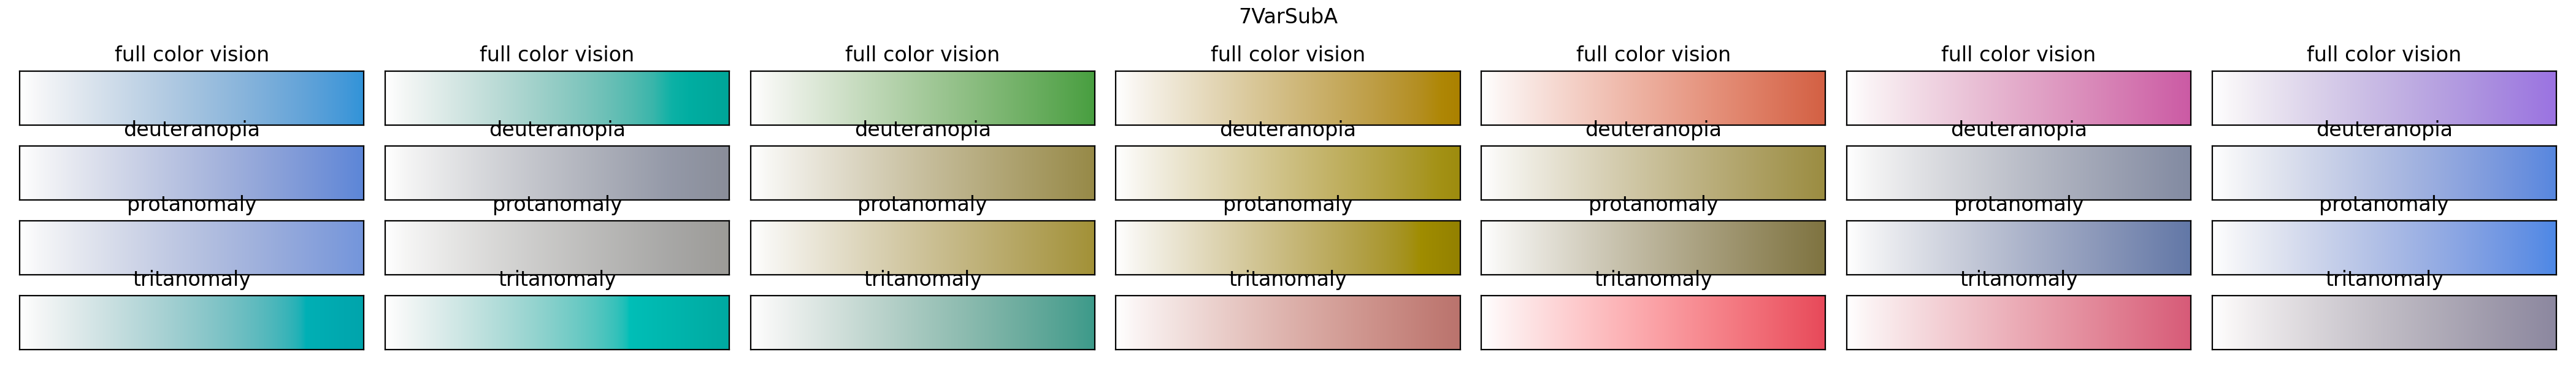 7VarSubA
full color vision full color vision full color vision full color vision full color vision full color vision full color vision
deuteranopia deuteranopia deuteranopia deuteranopia deuteranopia deuteranopia deuteranopia
protanomaly protanomaly protanomaly protanomaly protanomaly protanomaly protanomaly
tritanomaly tritanomaly tritanomaly tritanomaly tritanomaly tritanomaly tritanomaly